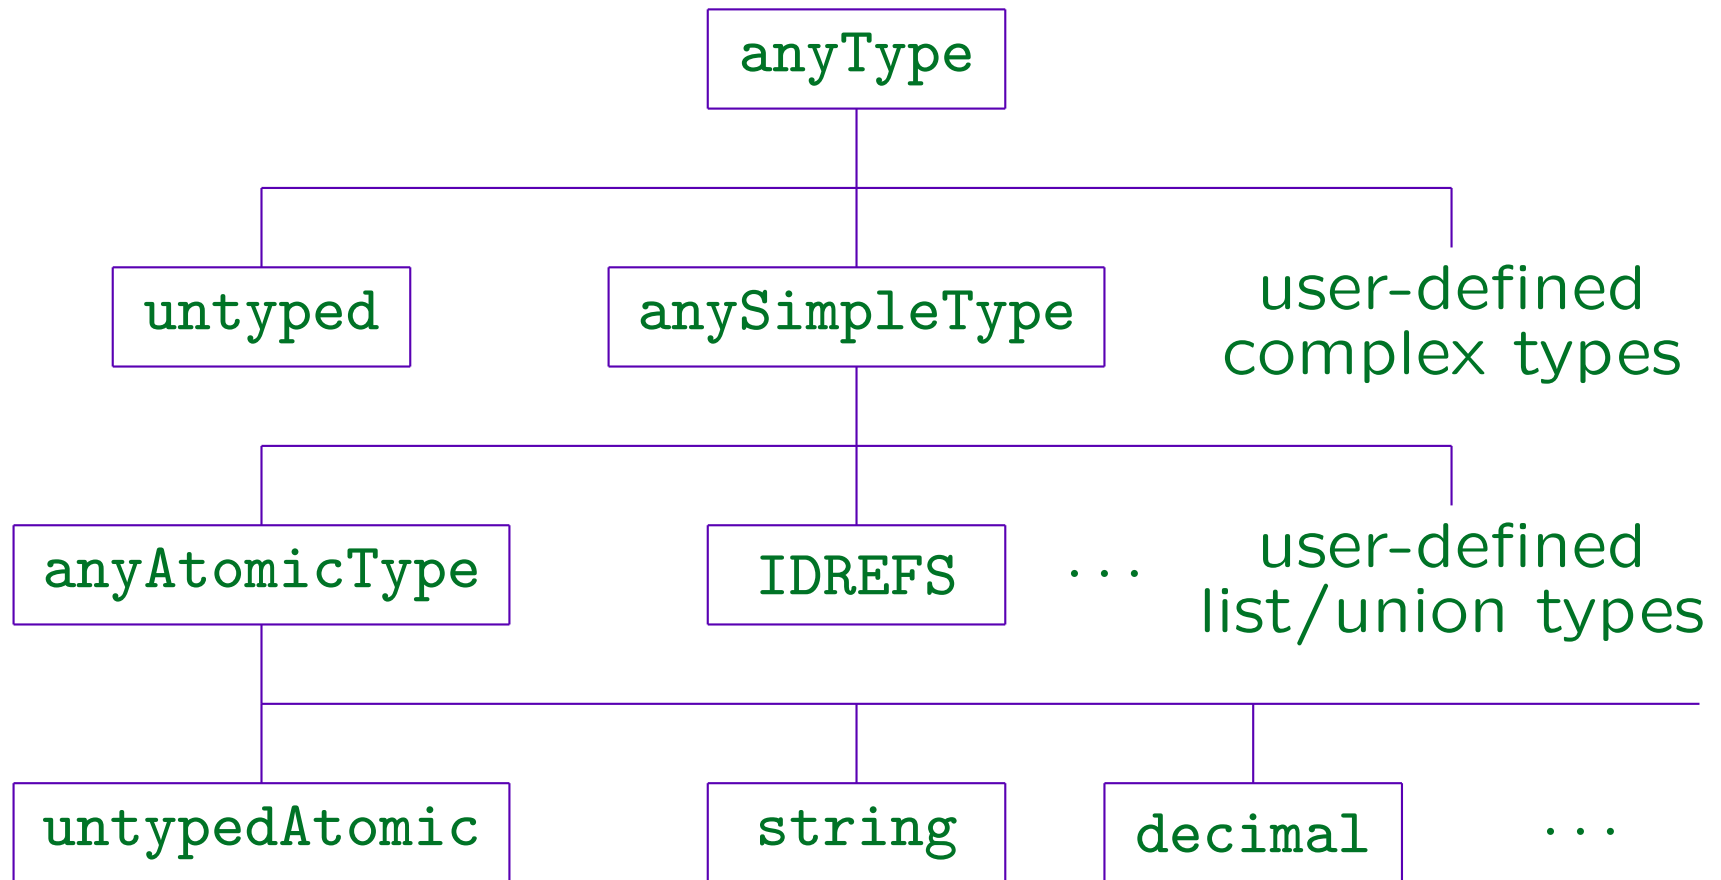 anyType
untyped
anySimpleType
user-defined
complex types
anyAtomicType
IDREFS
...
user-defined
list/union types
untypedAtomic
string
decimal
...